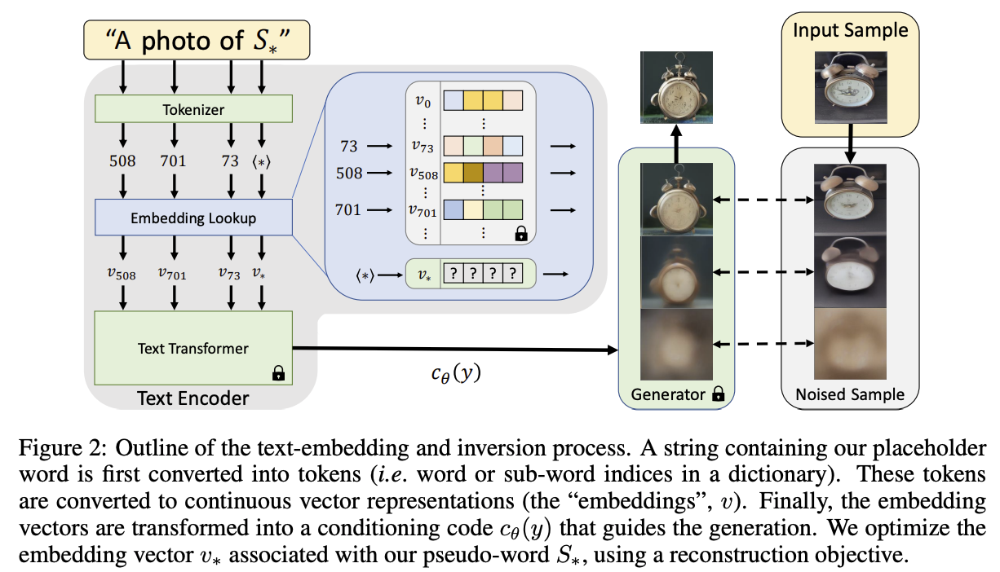 “A photo of S∗”
Tokenizer
508 701 73 ⟨∗⟩
Embedding Lookup
v508 v701 v73 v∗
Text Transformer
Text Encoder
v0
⋮ ⋮
73 v73
508 v508
⋮ ⋮
701 v701
⋮ ⋮
⟨∗⟩ v∗ ? ? ? ?
cθ(y)
Generator
Input Sample
Noised Sample
Figure 2: Outline of the text-embedding and inversion process. A string containing our placeholder
word is first converted into tokens (i.e. word or sub-word indices in a dictionary). These tokens
are converted to continuous vector representations (the “embeddings”, v). Finally, the embedding
vectors are transformed into a conditioning code cθ(y) that guides the generation. We optimize the
embedding vector v∗ associated with our pseudo-word S∗, using a reconstruction objective.